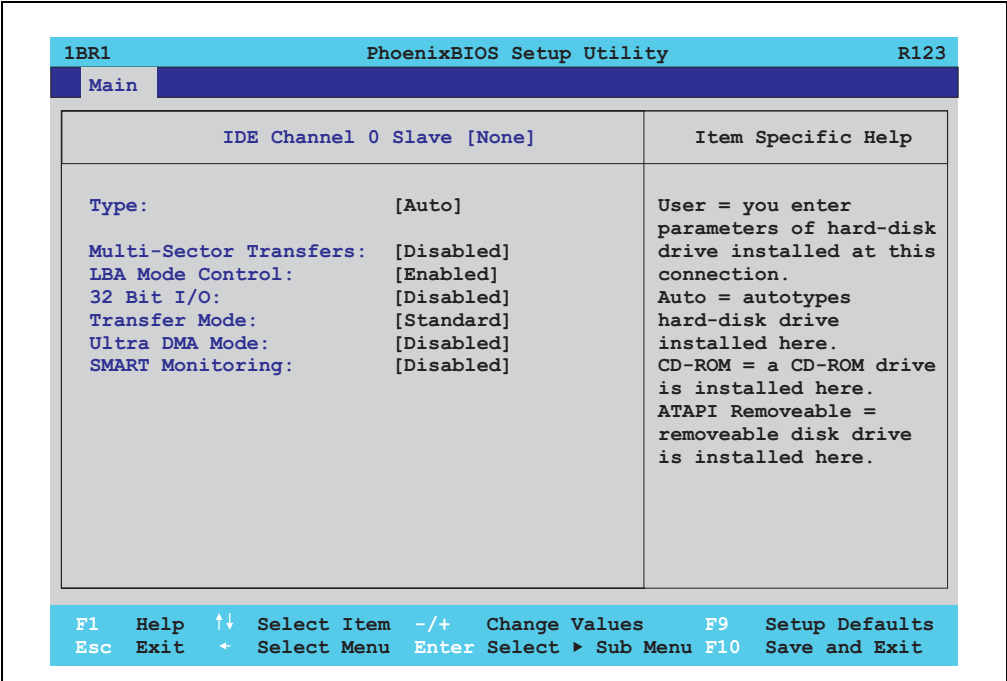 1BR1 PhoenixBIOS Setup Utility R123
Main
IDE Channel 0 Slave [None]
Item Specific Help
Type: [Auto]
Multi-Sector Transfers: [Disabled]
LBA Mode Control: [Enabled]
32 Bit I/O: [Disabled]
Transfer Mode: [Standard]
Ultra DMA Mode: [Disabled]
SMART Monitoring: [Disabled]
User = you enter
parameters of hard-disk
drive installed at this
connection.
Auto = autotypes
hard-disk drive
installed here.
CD-ROM = a CD-ROM drive
is installed here.
ATAPI Removeable =
removeable disk drive
is installed here.
F1 Help ↑↓ Select Item -/+ Change Values F9 Setup Defaults
Esc Exit ← Select Menu Enter Select ▶ Sub Menu F10 Save and Exit